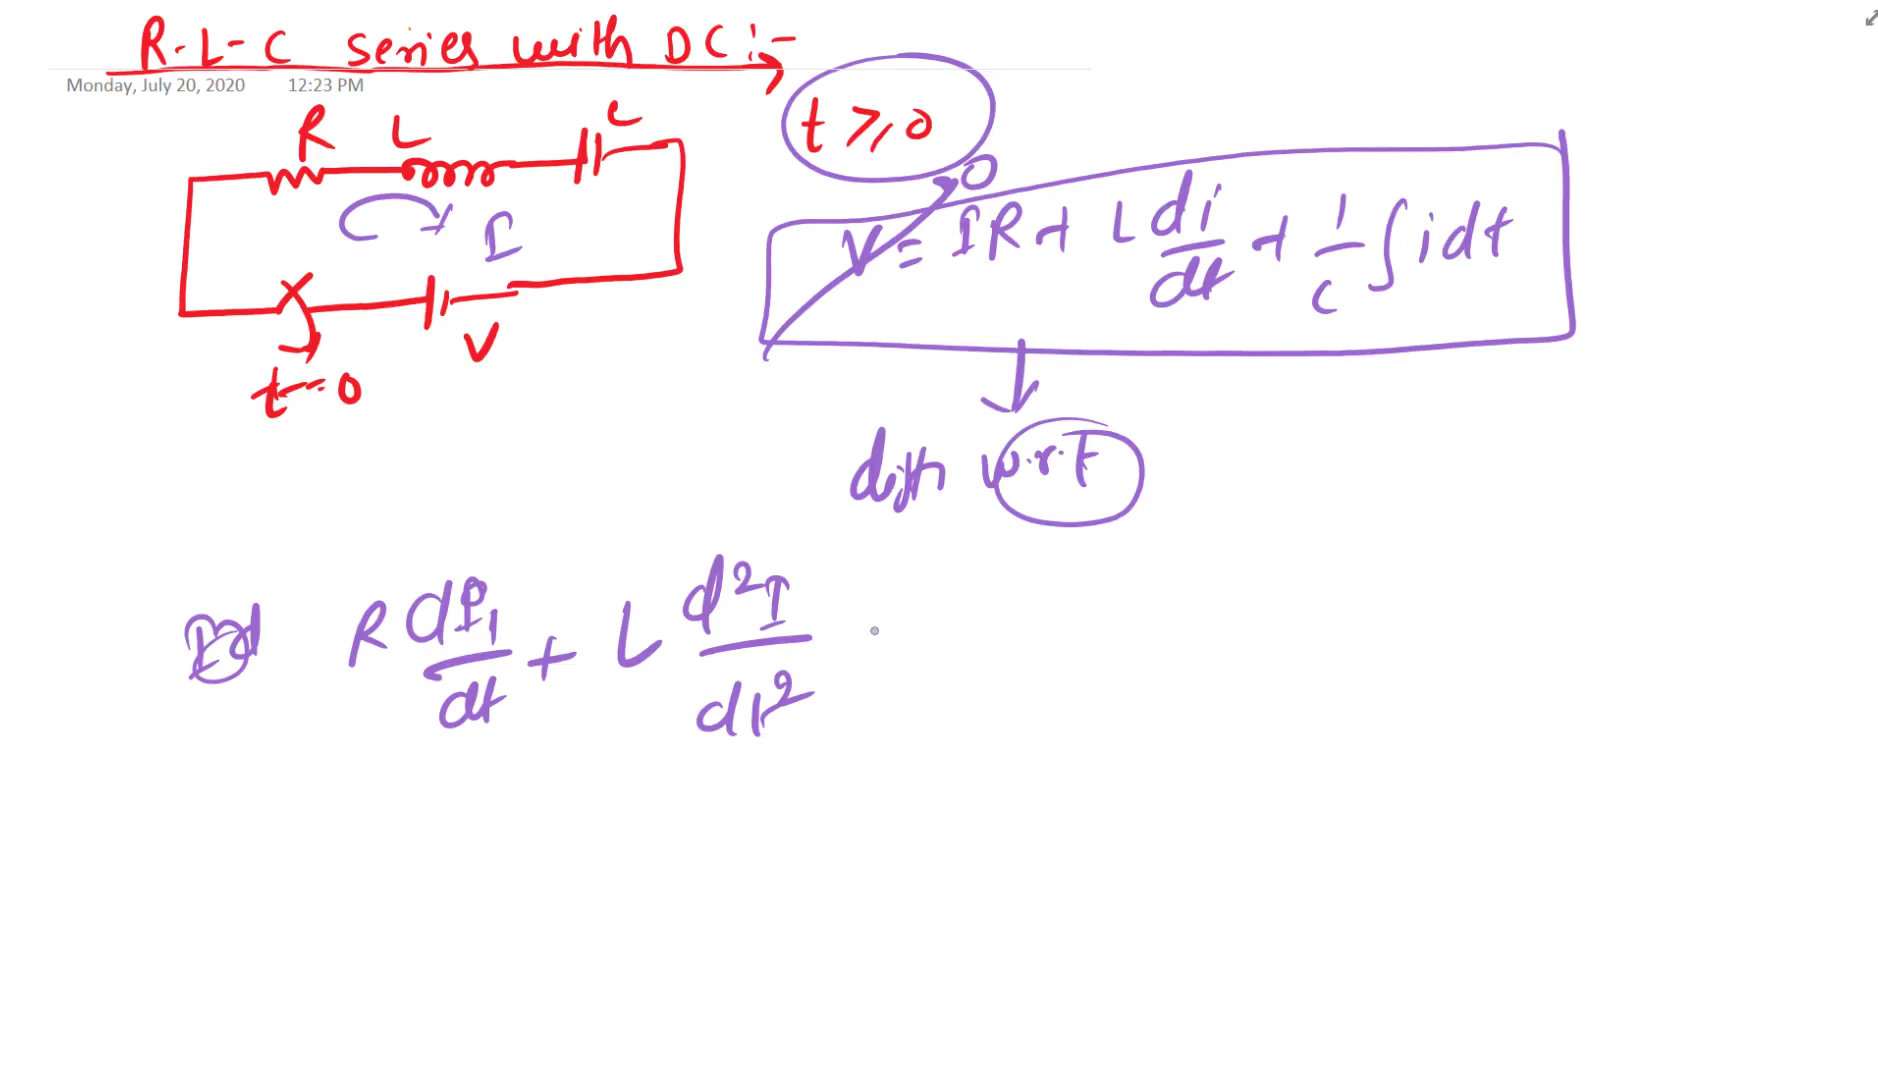 R-L-C series with DC:-
Monday, July 20, 2020 12:23 PM
R L C
t ≥ 0
I
V
t=0
0
V = IR + L di/dt + 1/c ∫ i dt
diff w.r.t
R dI/dt + L d²I/dt²